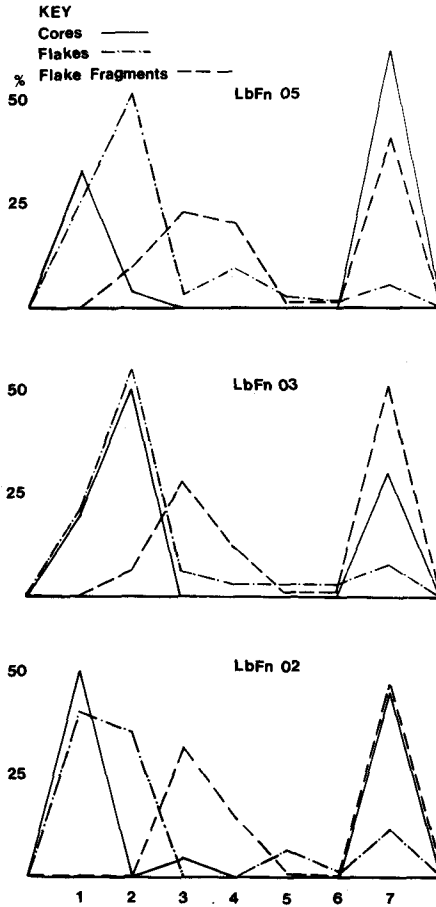 KEY
Cores
Flakes
Flake Fragments
%
50
LbFn 05
25
50
LbFn 03
25
50
LbFn 02
25
1 2 3 4 5 6 7